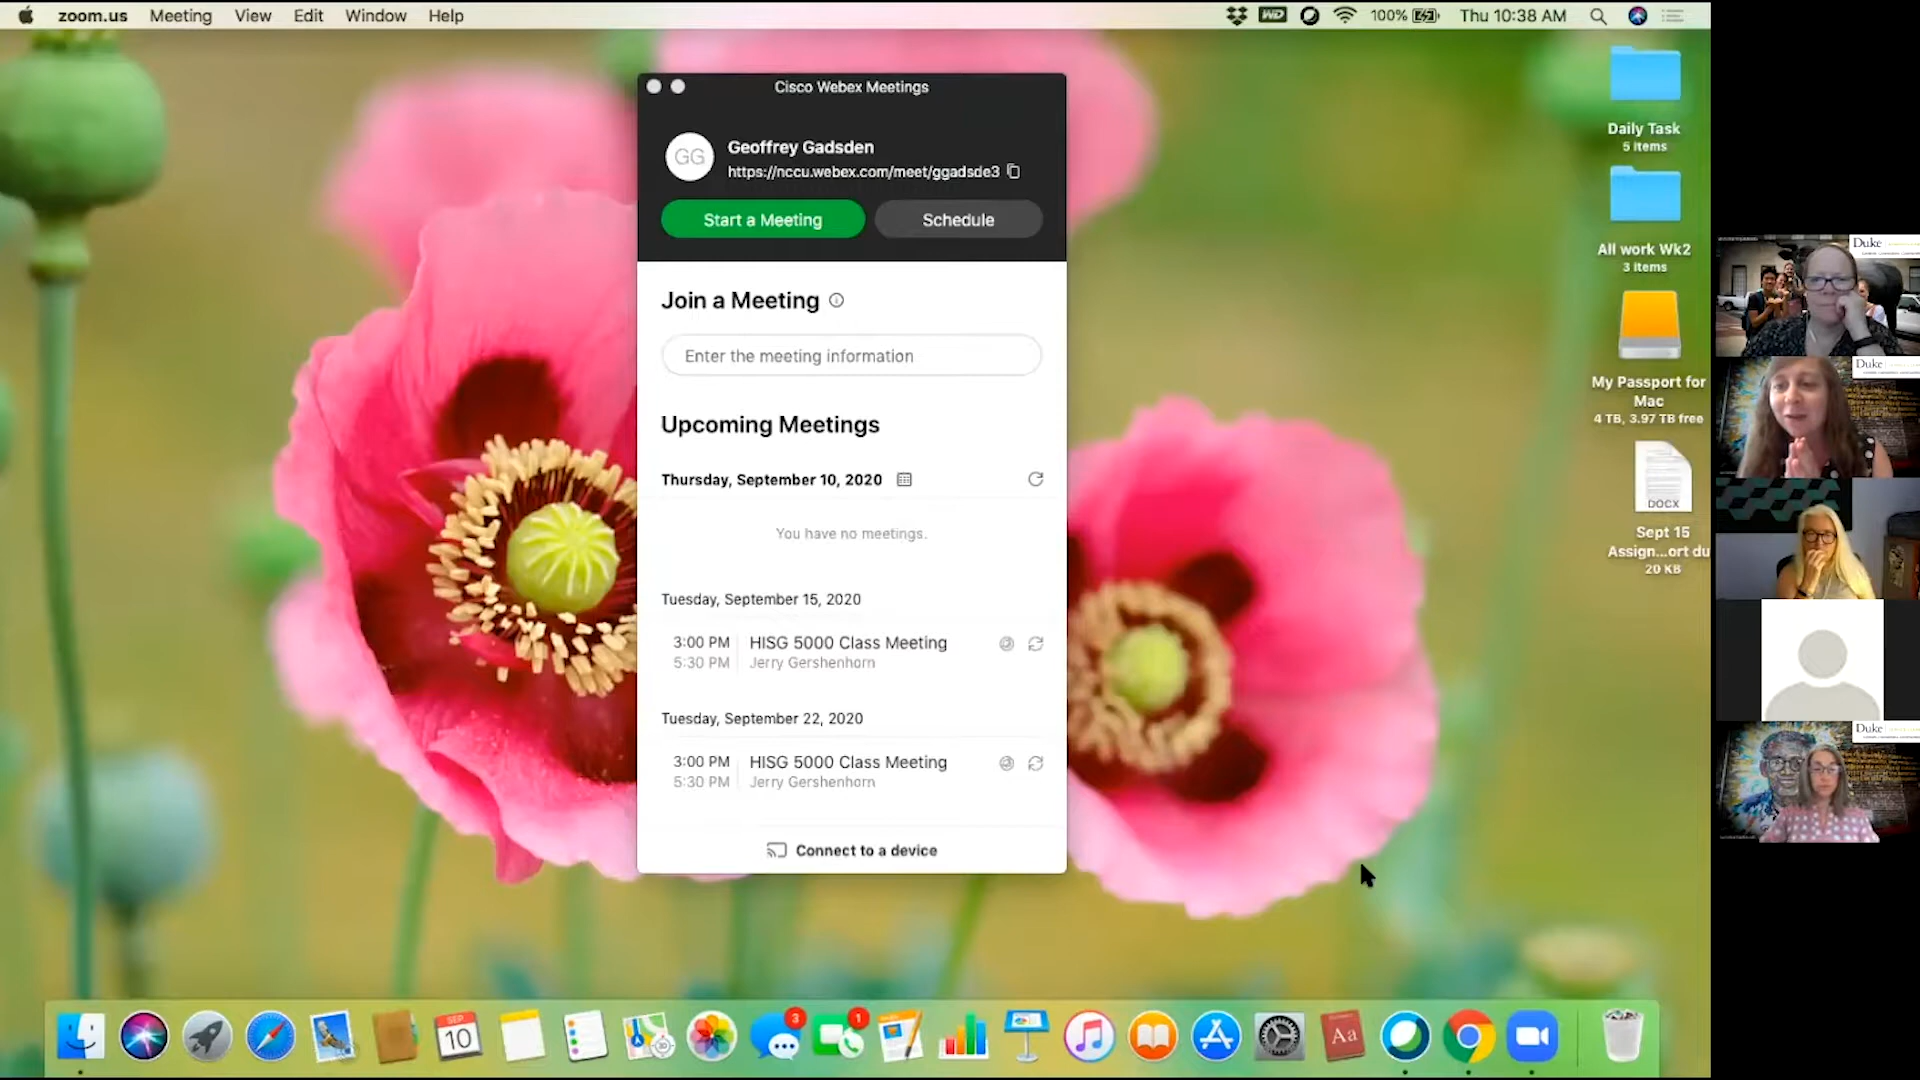 zoom.us Meeting View Edit Window Help
WD 100% Thu 10:38 AM
Cisco Webex Meetings
GG
Geoffrey Gadsden
https://nccu.webex.com/meet/ggadsde3
Start a Meeting Schedule
Join a Meeting
Enter the meeting information
Upcoming Meetings
Thursday, September 10, 2020
You have no meetings.
Tuesday, September 15, 2020
3:00 PM HISG 5000 Class Meeting
5:30 PM Jerry Gershenhorn
Tuesday, September 22, 2020
3:00 PM HISG 5000 Class Meeting
5:30 PM Jerry Gershenhorn
Connect to a device
Daily Task
5 items
All work Wk2
3 items
My Passport for
Mac
4 TB, 3.97 TB free
DOCX
Sept 15
Assign...ort du
20 KB
Duke
Duke
Duke
SEP
10
3
1
Aa